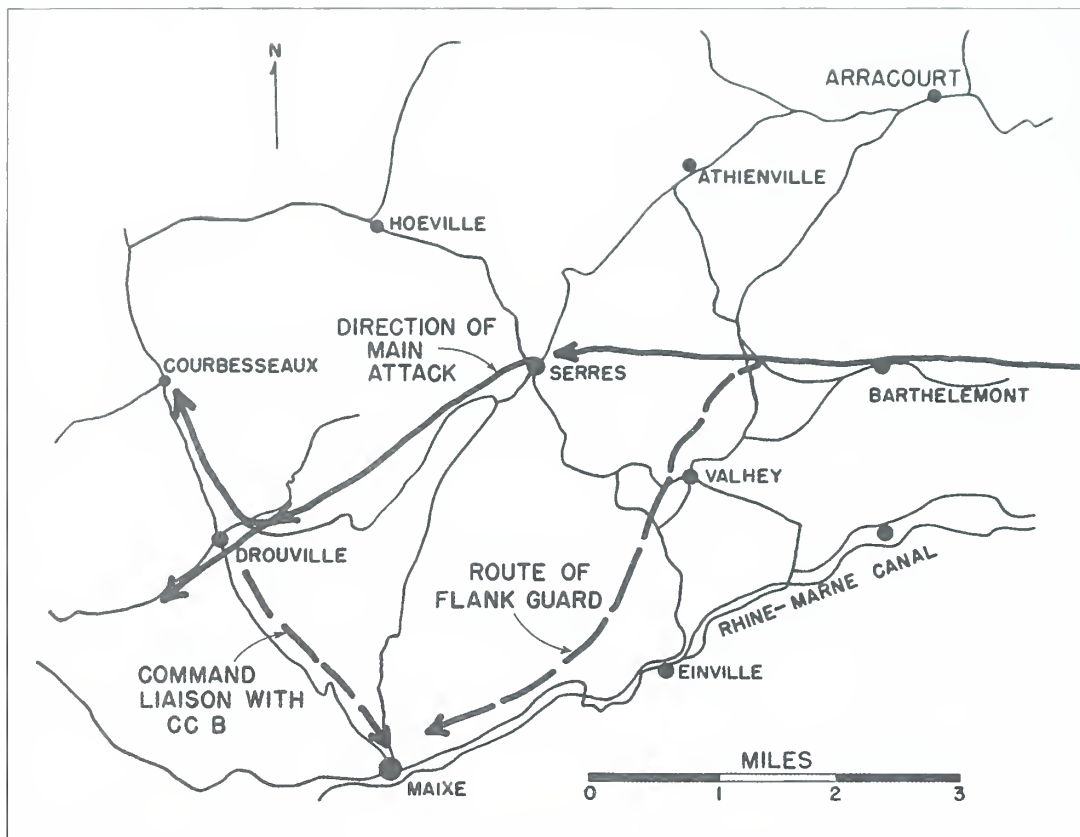 N
ARRACOURT
ATHIENVILLE
HOEVILLE
DIRECTION OF
MAIN
ATTACK
COURBESSEAUX
SERRES
BARTHELEMONT
VALHEY
DROUVILLE
ROUTE OF
FLANK GUARD
RHINE-MARNE CANAL
COMMAND
LIAISON WITH
CC B
EINVILLE
MAIXE
MILES
0 1 2 3